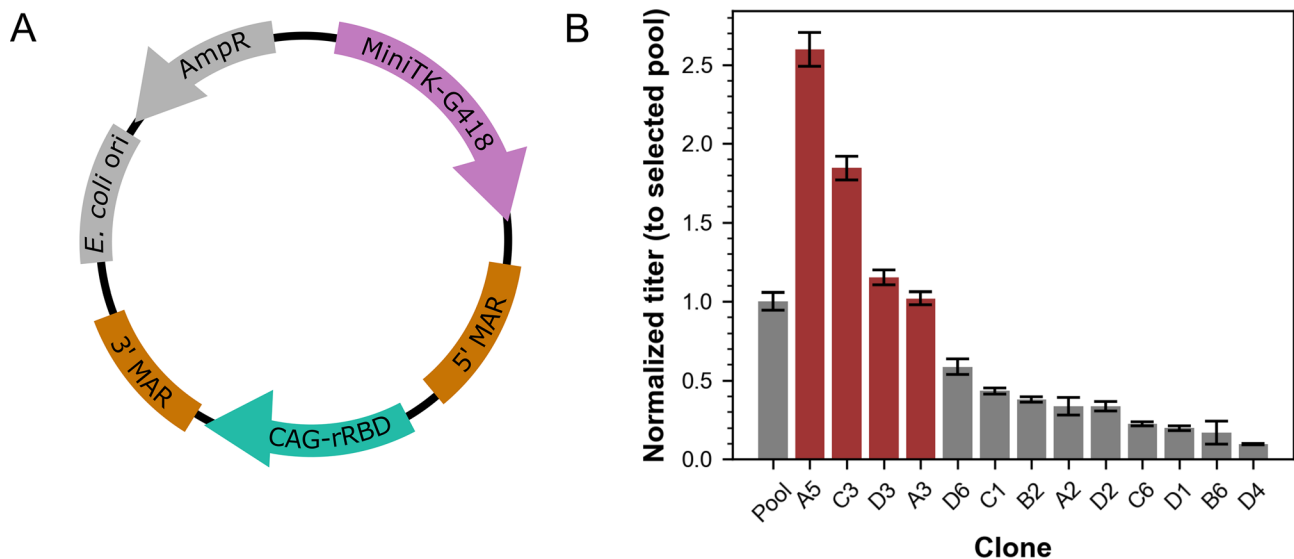 A
AmpR
MiniTK-G418
E. coli ori
5' MAR
3' MAR
CAG-rRBD
B
Normalized titer (to selected pool)
2.5
2.0
1.5
1.0
0.5
0.0
Pool A5 C3 D3 A3 D6 C1 B2 A2 D2 C6 D1 B6 D4
Clone